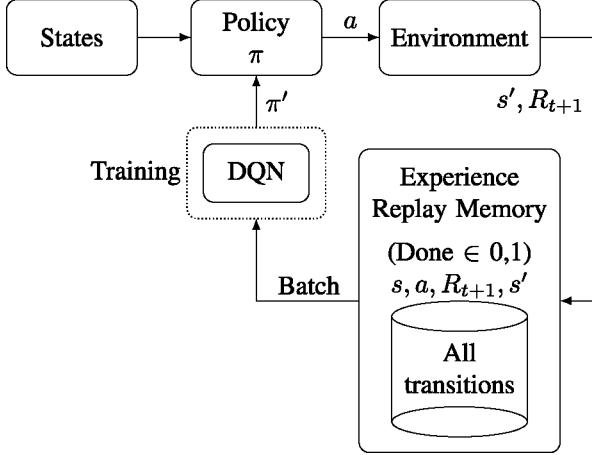 States
Policy
π
a
Environment
s′, R_{t+1}
π′
Training
DQN
Experience
Replay Memory
(Done ∈ 0,1)
s, a, R_{t+1}, s′
Batch
All
transitions